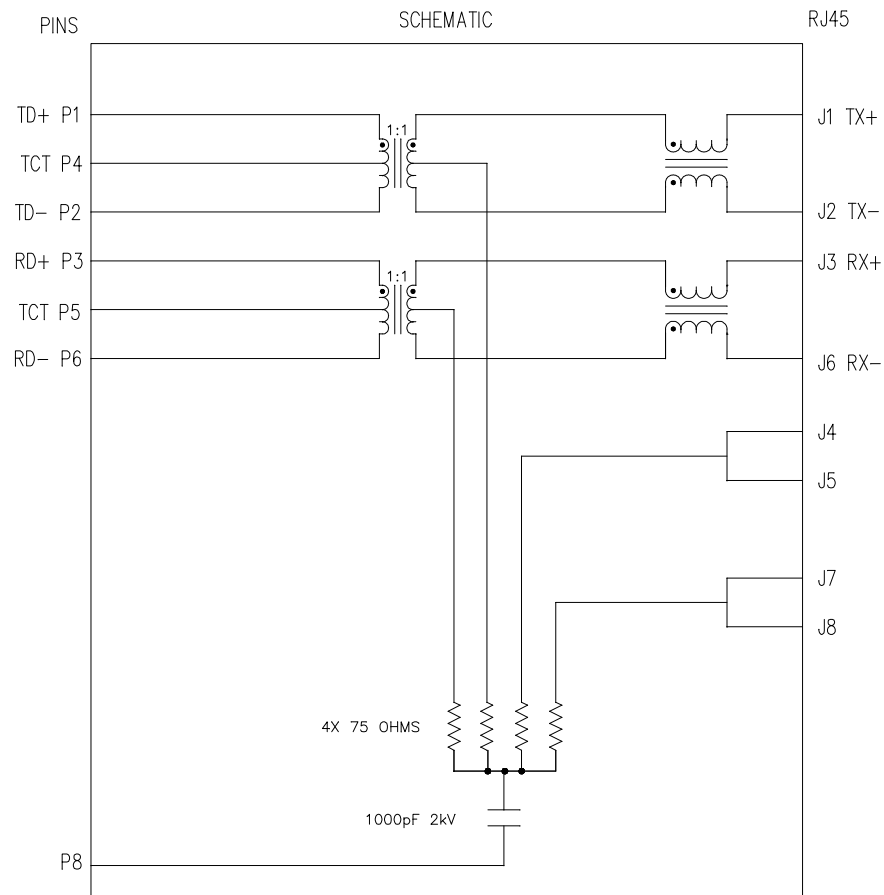 PINS
SCHEMATIC
RJ45
TD+ P1
1:1
J1 TX+
TCT P4
TD- P2
J2 TX-
RD+ P3
1:1
J3 RX+
TCT P5
RD- P6
J6 RX-
J4
J5
J7
J8
4X 75 OHMS
1000pF 2kV
P8